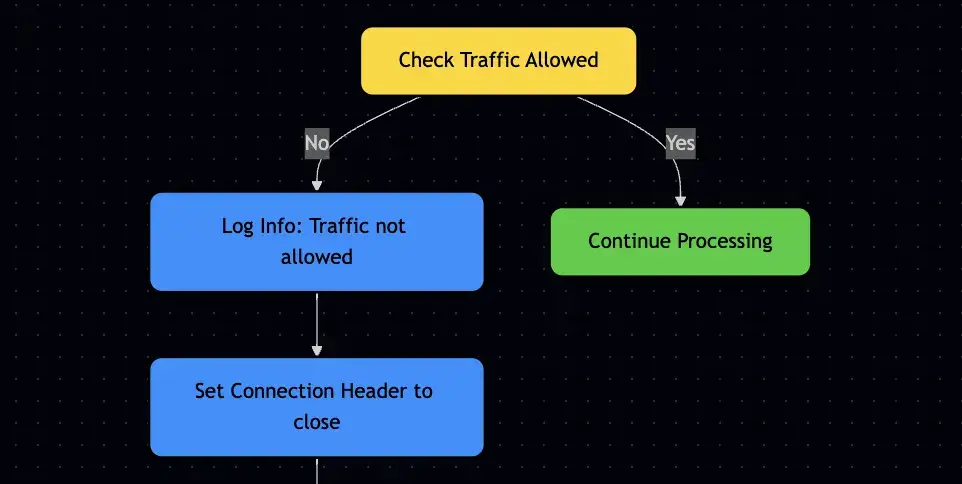 Check Traffic Allowed
No
Yes
Log Info: Traffic not
allowed
Continue Processing
Set Connection Header to
close